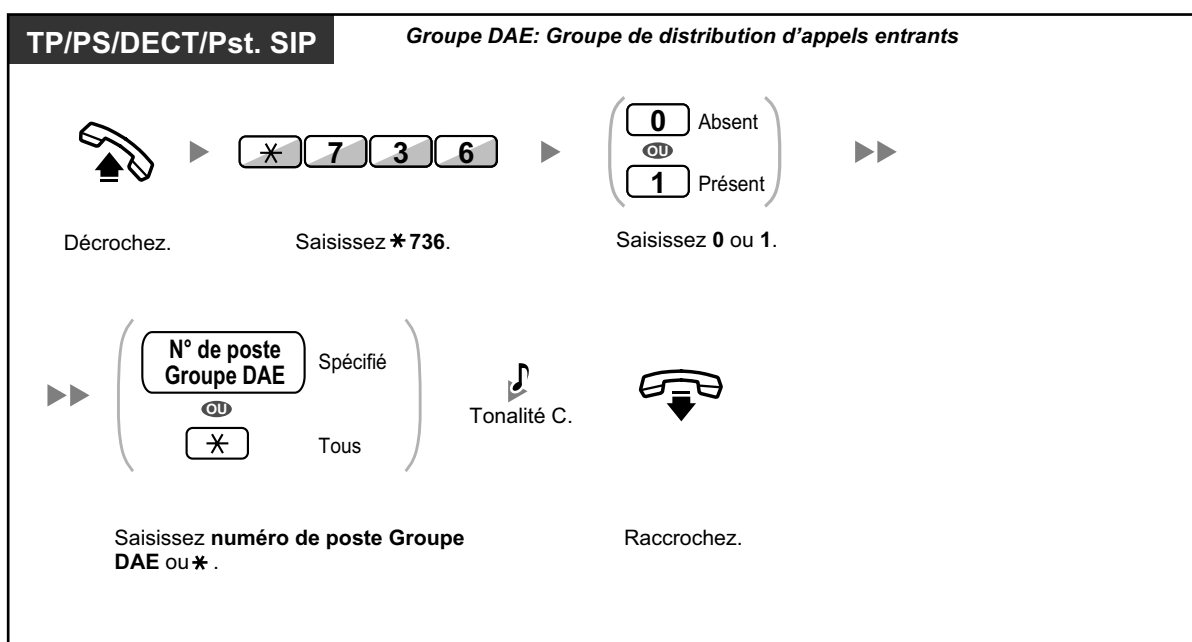 TP/PS/DECT/Pst. SIP
Groupe DAE: Groupe de distribution d’appels entrants
0 Absent
OU
1 Présent
* 7 3 6
Décrochez.
Saisissez *736.
Saisissez 0 ou 1.
N° de poste
Groupe DAE
Spécifié
OU
* Tous
Tonalité C.
Saisissez numéro de poste Groupe
DAE ou * .
Raccrochez.